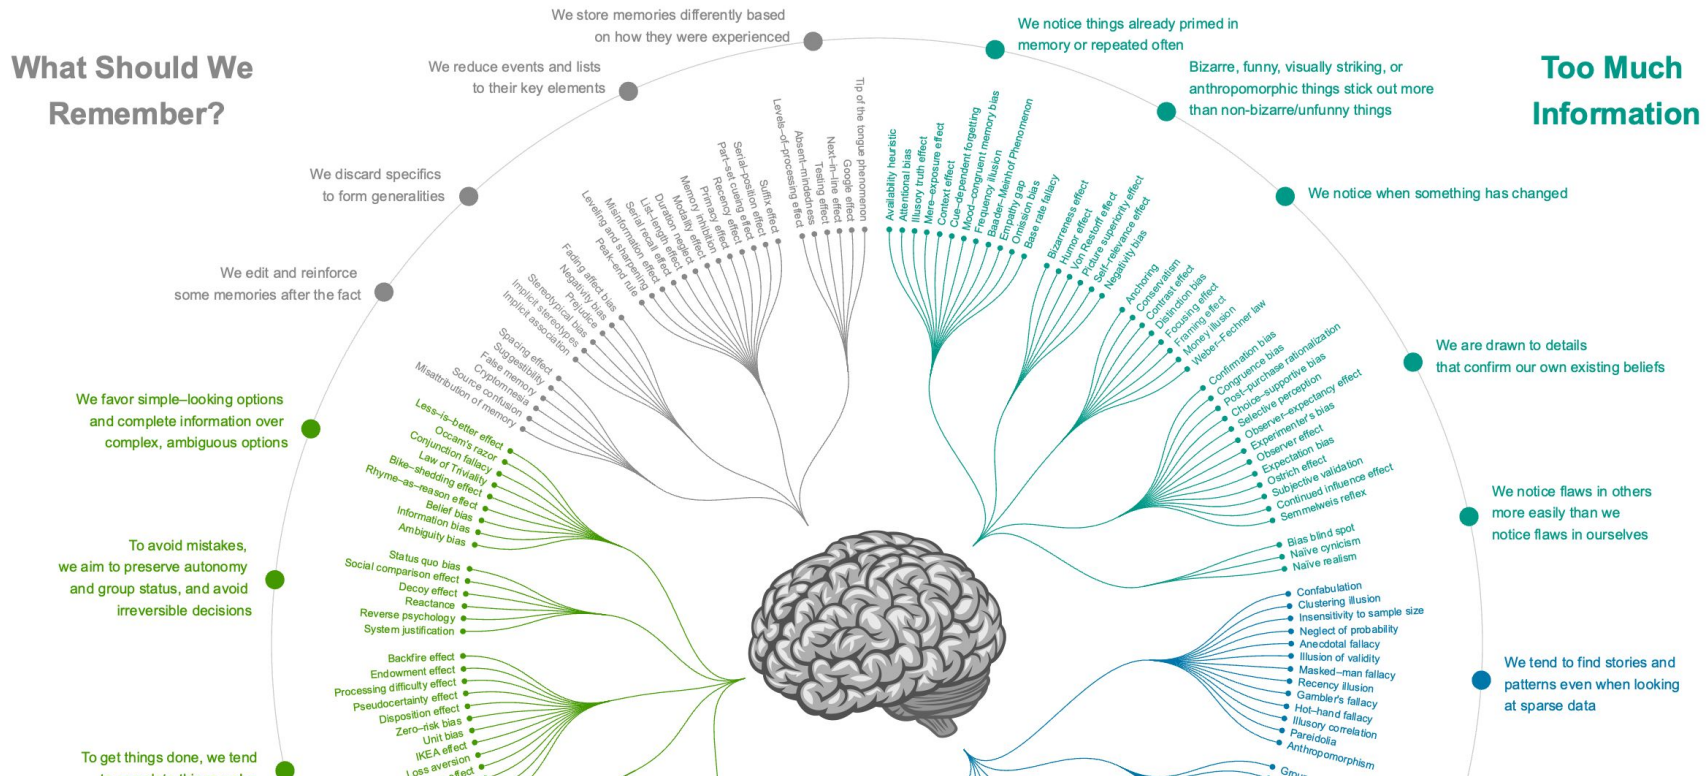 What Should We
Remember?
We store memories differently based
on how they were experienced
We reduce events and lists
to their key elements
We discard specifics
to form generalities
We edit and reinforce
some memories after the fact
We favor simple–looking options
and complete information over
complex, ambiguous options
To avoid mistakes,
we aim to preserve autonomy
and group status, and avoid
irreversible decisions
To get things done, we tend
Too Much
Information
We notice things already primed in
memory or repeated often
Bizarre, funny, visually striking, or
anthropomorphic things stick out more
than non-bizarre/unfunny things
We notice when something has changed
We are drawn to details
that confirm our own existing beliefs
We notice flaws in others
more easily than we
notice flaws in ourselves
We tend to find stories and
patterns even when looking
at sparse data
Tip of the tongue phenomenon
Google effect
Next–in–line effect
Testing effect
Absent–mindedness
Levels–of–processing effect
Suffix effect
Serial–position effect
Part–set cueing effect
Recency effect
Primacy effect
Memory inhibition
Modality effect
Duration neglect
List–length effect
Serial recall effect
Misinformation effect
Leveling and sharpening
Peak–end rule
Fading affect bias
Negativity bias
Prejudice
Stereotypical bias
Implicit stereotypes
Implicit association
Spacing effect
Suggestibility
False memory
Cryptomnesia
Source confusion
Misattribution of memory
Less–is–better effect
Occam's razor
Conjunction fallacy
Law of Triviality
Bike–shedding effect
Rhyme–as–reason effect
Belief bias
Information bias
Ambiguity bias
Status quo bias
Social comparison effect
Decoy effect
Reactance
Reverse psychology
System justification
Backfire effect
Endowment effect
Processing difficulty effect
Pseudocertainty effect
Disposition effect
Zero–risk bias
Unit bias
IKEA effect
Loss aversion
Availability heuristic
Attentional bias
Illusory truth effect
Mere–exposure effect
Context effect
Cue–dependent forgetting
Mood–congruent memory bias
Frequency illusion
Baader–Meinhof Phenomenon
Empathy gap
Omission bias
Base rate fallacy
Bizarreness effect
Humor effect
Von Restorff effect
Picture superiority effect
Self–relevance effect
Negativity bias
Anchoring
Conservatism
Contrast effect
Distinction bias
Focusing effect
Framing effect
Money illusion
Weber–Fechner law
Confirmation bias
Congruence bias
Post–purchase rationalization
Choice–supportive bias
Selective perception
Observer–expectancy effect
Experimenter's bias
Observer effect
Expectation bias
Ostrich effect
Subjective validation
Continued influence effect
Semmelweis reflex
Bias blind spot
Naïve cynicism
Naïve realism
Confabulation
Clustering illusion
Insensitivity to sample size
Neglect of probability
Anecdotal fallacy
Illusion of validity
Masked–man fallacy
Recency illusion
Gambler's fallacy
Hot–hand fallacy
Illusory correlation
Pareidolia
Anthropomorphism